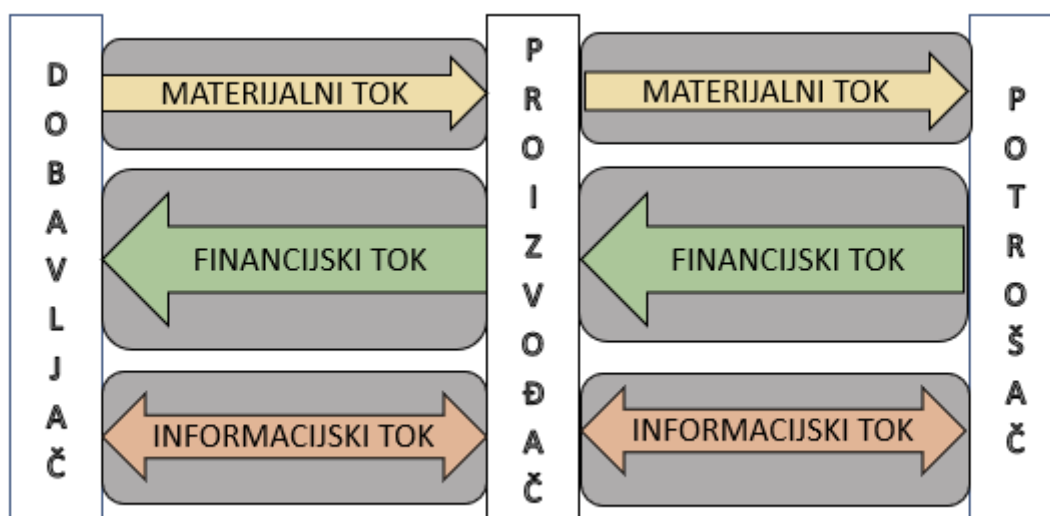 DOBAVLJAČ
MATERIJALNI TOK
FINANCIJSKI TOK
INFORMACIJSKI TOK
PROIZVOĐAČ
MATERIJALNI TOK
FINANCIJSKI TOK
INFORMACIJSKI TOK
POTROŠAČ